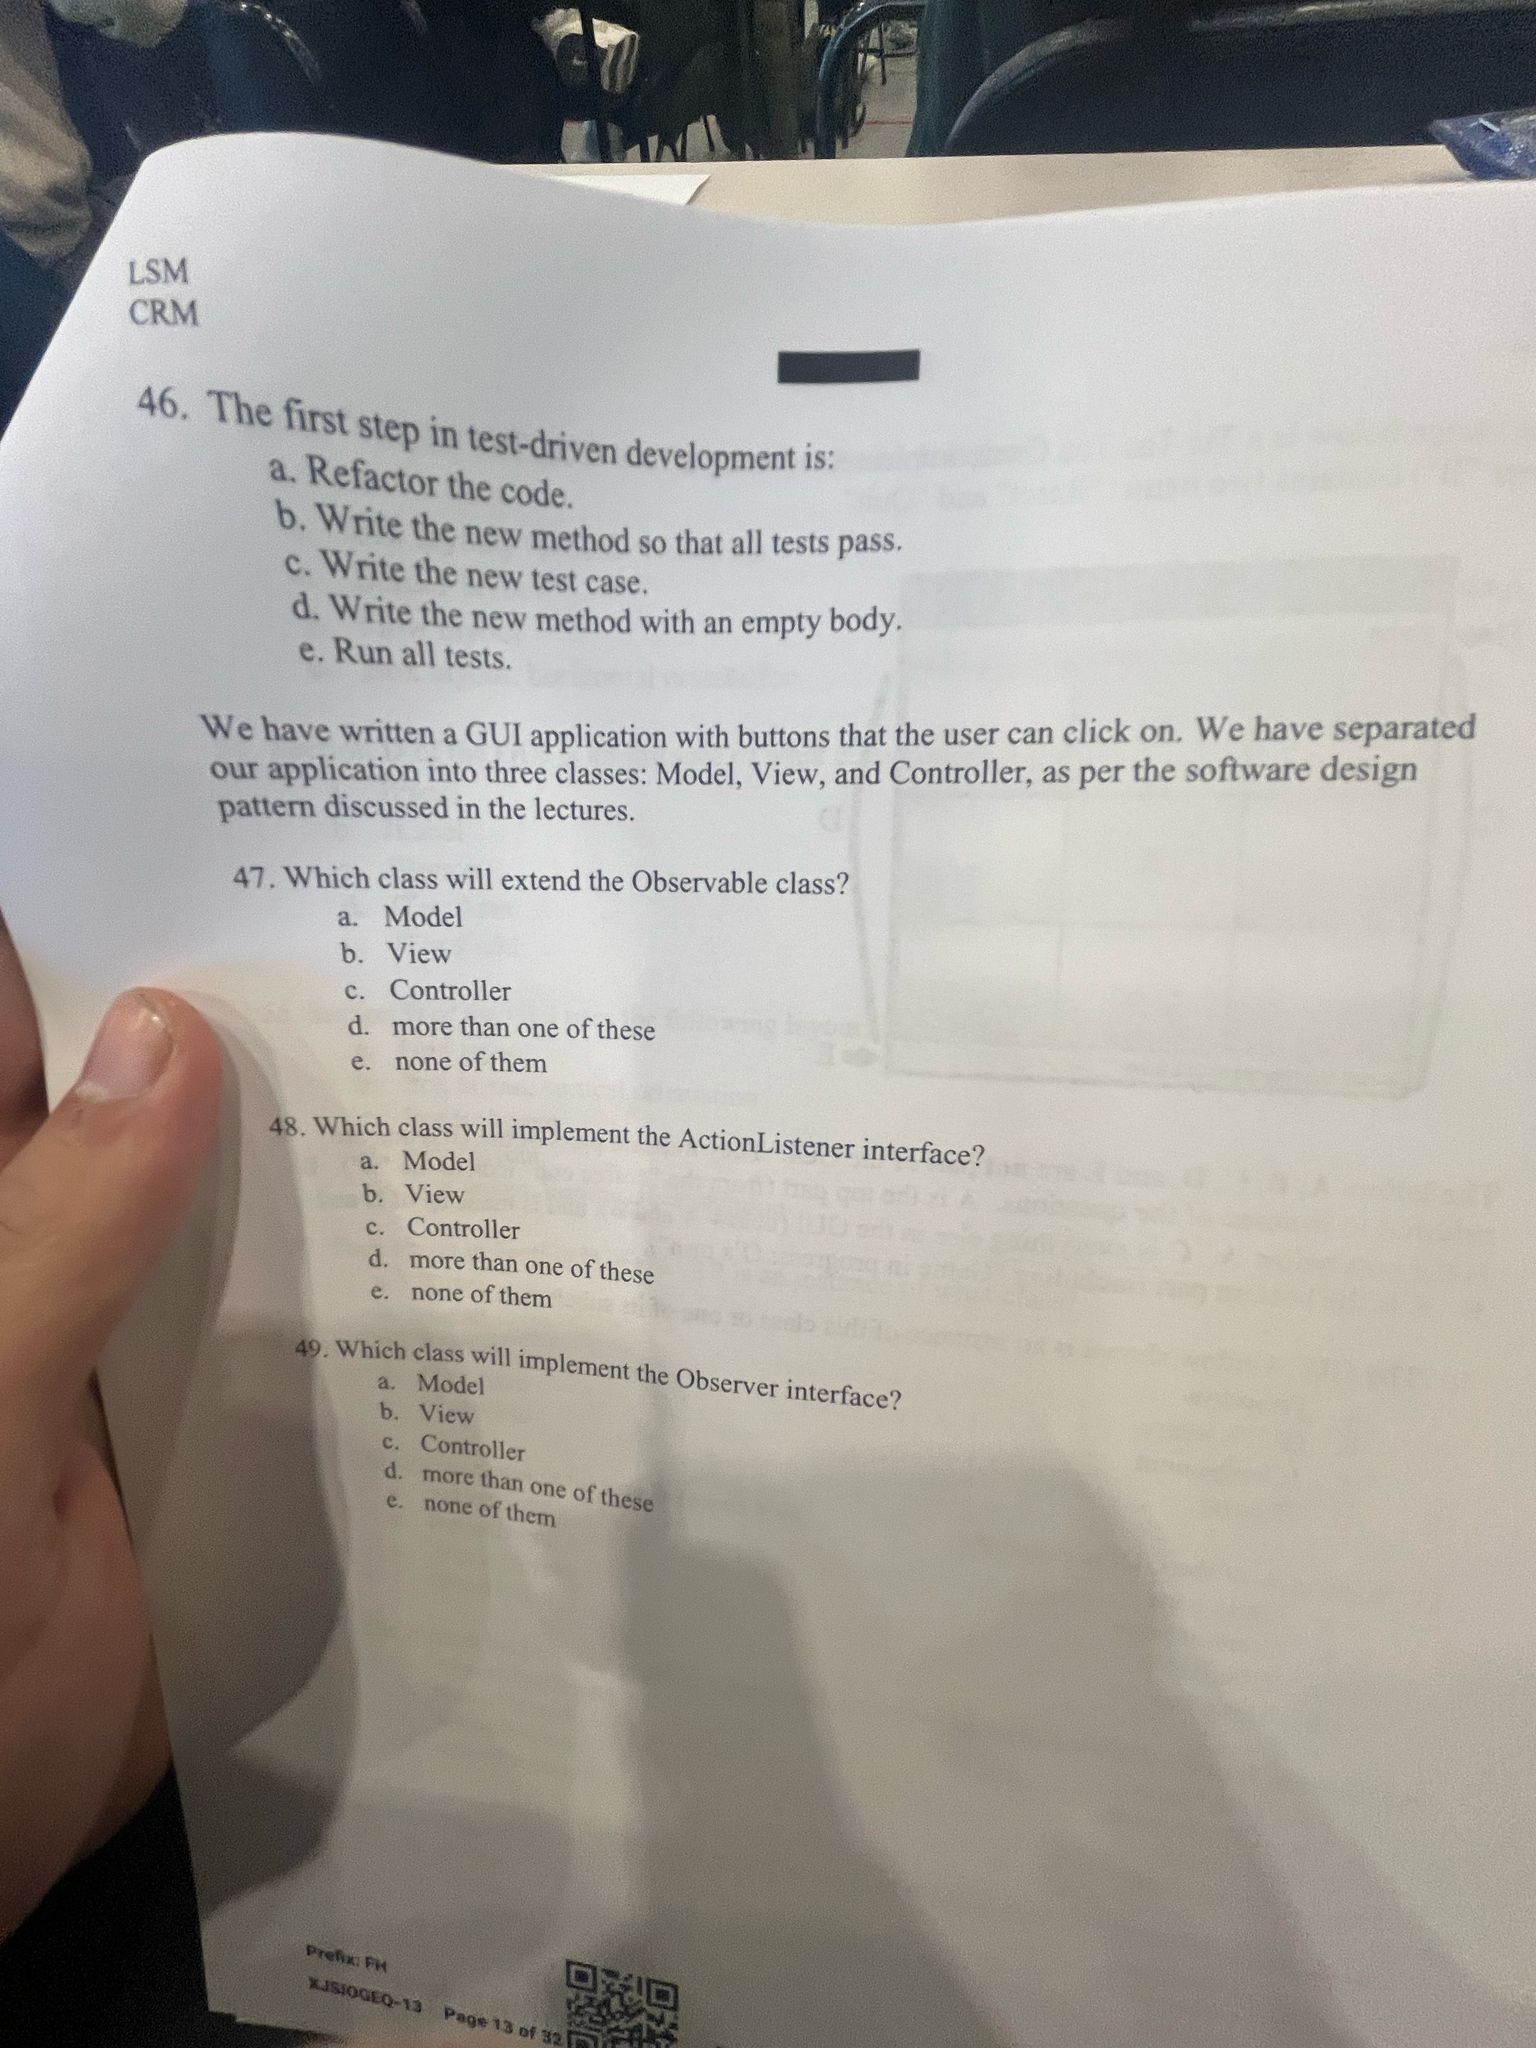 LSM
CRM
46. The first step in test-driven development is:
a. Refactor the code.
b. Write the new method so that all tests pass.
c. Write the new test case.
d. Write the new method with an empty body.
e. Run all tests.
We have written a GUI application with buttons that the user can click on. We have separated
our application into three classes: Model, View, and Controller, as per the software design
pattern discussed in the lectures.
47. Which class will extend the Observable class?
a. Model
b. View
c. Controller
d. more than one of these
e. none of them
48. Which class will implement the ActionListener interface?
a. Model
b. View
c. Controller
d. more than one of these
e. none of them
49. Which class will implement the Observer interface?
a. Model
b. View
c. Controller
d. more than one of these
e. none of them
Prefix: FH
XJSIOGEQ-13 Page 13 of 32